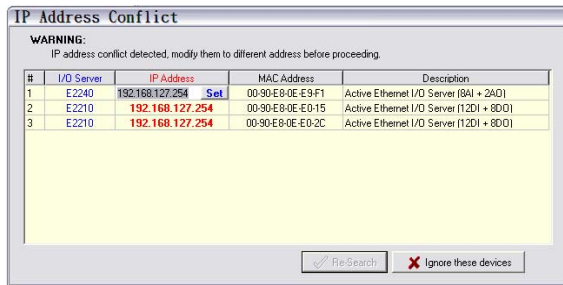 IP Address Conflict
WARNING:
IP address conflict detected, modify them to different address before proceeding.
# I/O Server IP Address MAC Address Description
1 E2240 192.168.127.254 Set 00-90-E8-0E-E9-F1 Active Ethernet I/O Server (8AI + 2AO)
2 E2210 192.168.127.254 00-90-E8-0E-E0-15 Active Ethernet I/O Server (12DI + 8DO)
3 E2210 192.168.127.254 00-90-E8-0E-E0-2C Active Ethernet I/O Server (12DI + 8DO)
Re-Search Ignore these devices